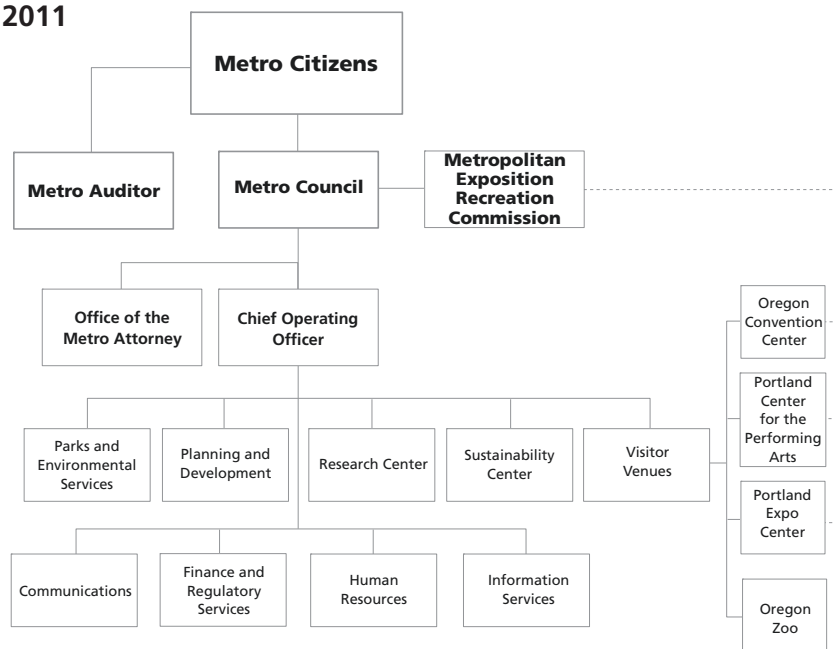 2011
Metro Citizens
Metro Auditor
Metro Council
Metropolitan
Exposition
Recreation
Commission
Office of the
Metro Attorney
Chief Operating
Officer
Oregon
Convention
Center
Portland
Center
for the
Performing
Arts
Parks and
Environmental
Services
Planning and
Development
Research Center
Sustainability
Center
Visitor
Venues
Portland
Expo
Center
Communications
Finance and
Regulatory
Services
Human
Resources
Information
Services
Oregon
Zoo